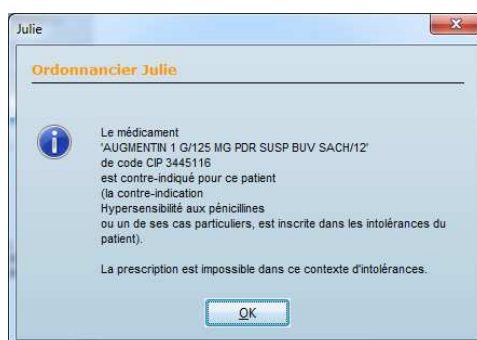 Julie
Ordonnancier Julie
Le médicament
'AUGMENTIN 1 G/125 MG PDR SUSP BUV SACH/12'
de code CIP 3445116
est contre-indiqué pour ce patient
(la contre-indication
Hypersensibilité aux pénicillines
ou un de ses cas particuliers, est inscrite dans les intolérances du
patient).
La prescription est impossible dans ce contexte d'intolérances.
OK